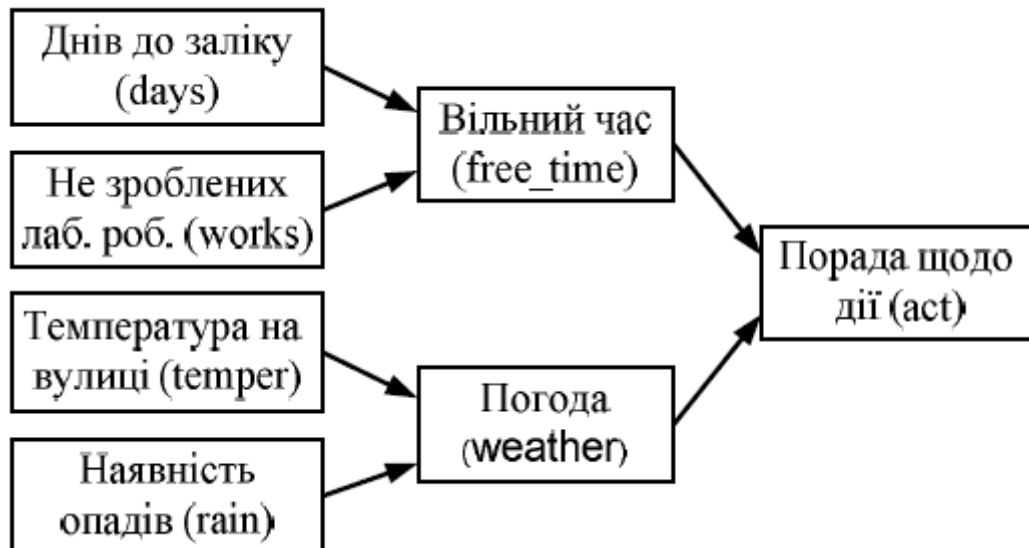 Днів до заліку
(days)
Не зроблених
лаб. роб. (works)
Температура на
вулиці (temper)
Наявність
опадів (rain)
Вільний час
(free_time)
Погода
(weather)
Порада щодо
дії (act)